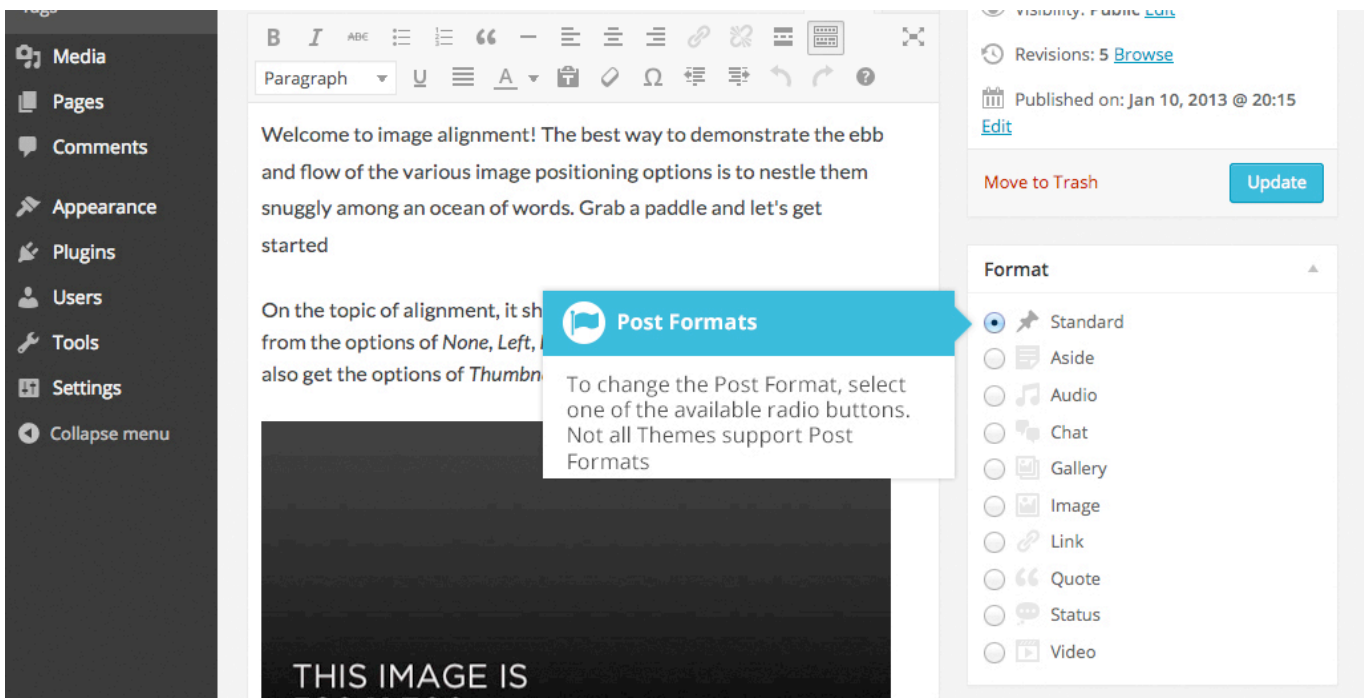 Tags
Media
Pages
Comments
Appearance
Plugins
Users
Tools
Settings
Collapse menu
B I ABE
Paragraph U A Ω
Welcome to image alignment! The best way to demonstrate the ebb
and flow of the various image positioning options is to nestle them
snuggly among an ocean of words. Grab a paddle and let's get
started
On the topic of alignment, it sh
from the options of None, Left,
also get the options of Thumbn
THIS IMAGE IS
Post Formats
To change the Post Format, select
one of the available radio buttons.
Not all Themes support Post
Formats
Visibility: Public Edit
Revisions: 5 Browse
Published on: Jan 10, 2013 @ 20:15
Edit
Move to Trash
Update
Format
Standard
Aside
Audio
Chat
Gallery
Image
Link
Quote
Status
Video